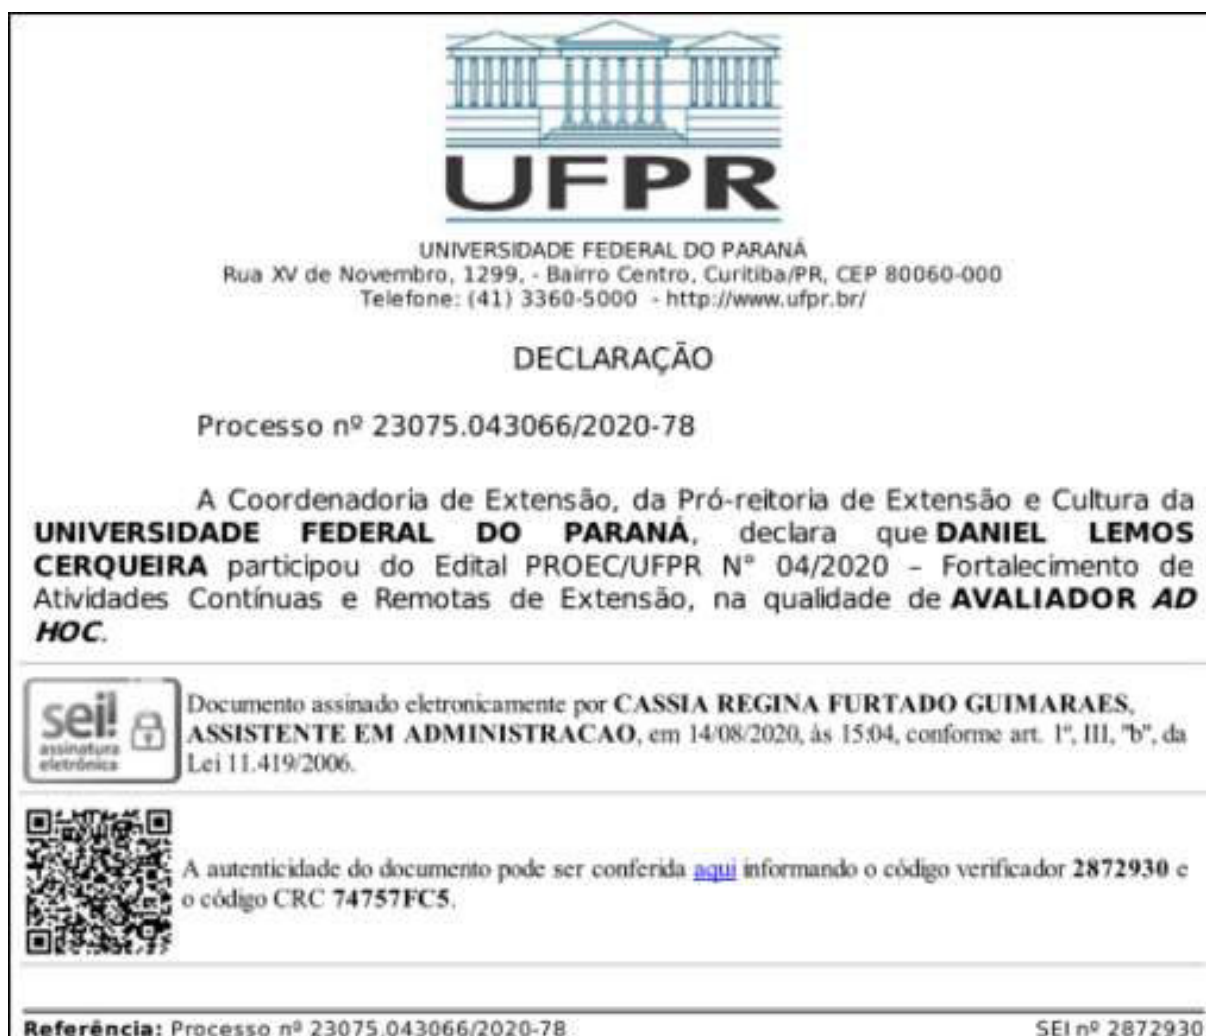 UFPR
UNIVERSIDADE FEDERAL DO PARANÁ
Rua XV de Novembro, 1299, - Bairro Centro, Curitiba/PR, CEP 80060-000
Telefone: (41) 3360-5000 - http://www.ufpr.br/
DECLARAÇÃO
Processo nº 23075.043066/2020-78
A Coordenadoria de Extensão, da Pró-reitoria de Extensão e Cultura da
UNIVERSIDADE FEDERAL DO PARANÁ, declara que DANIEL LEMOS
CERQUEIRA participou do Edital PROEC/UFPR N° 04/2020 – Fortalecimento de
Atividades Contínuas e Remotas de Extensão, na qualidade de AVALIADOR AD
HOC.
sei!
assinatura
eletrônica
Documento assinado eletronicamente por CASSIA REGINA FURTADO GUIMARAES,
ASSISTENTE EM ADMINISTRACAO, em 14/08/2020, às 15:04, conforme art. 1º, III, "b", da
Lei 11.419/2006.
A autenticidade do documento pode ser conferida aqui informando o código verificador 2872930 e
o código CRC 74757FC5.
Referência: Processo nº 23075.043066/2020-78 SEI nº 2872930